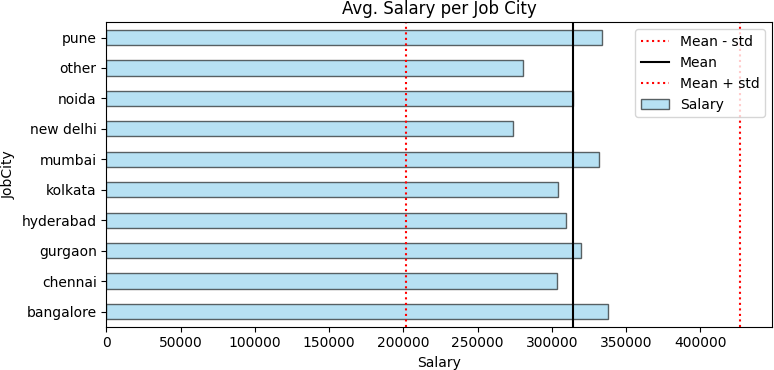 Avg. Salary per Job City
JobCity
pune
other
noida
new delhi
mumbai
kolkata
hyderabad
gurgaon
chennai
bangalore
Mean - std
Mean
Mean + std
Salary
0 50000 100000 150000 200000 250000 300000 350000 400000
Salary